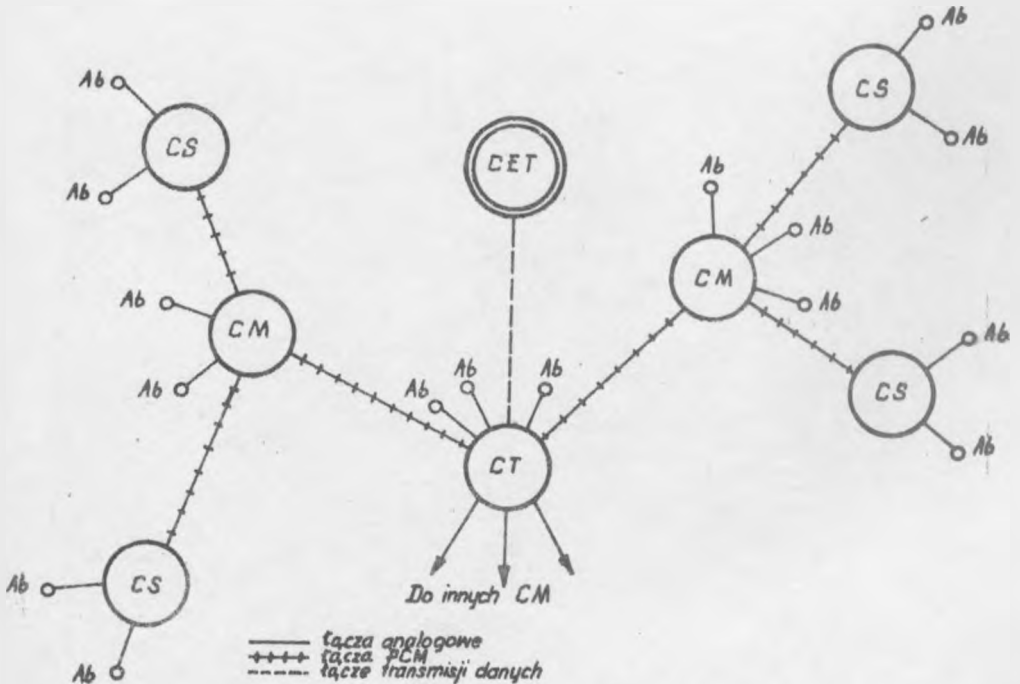 Ab
CS
Ab
Ab
CS
Ab
CET
Ab
Ab
CM
Ab
Ab
CM
Ab
Ab
Ab
Ab
Ab
CS
Ab
CT
Ab
CS
Ab
Do innych CM
łącza analogowe
łącza PCM
łącze transmisji danych